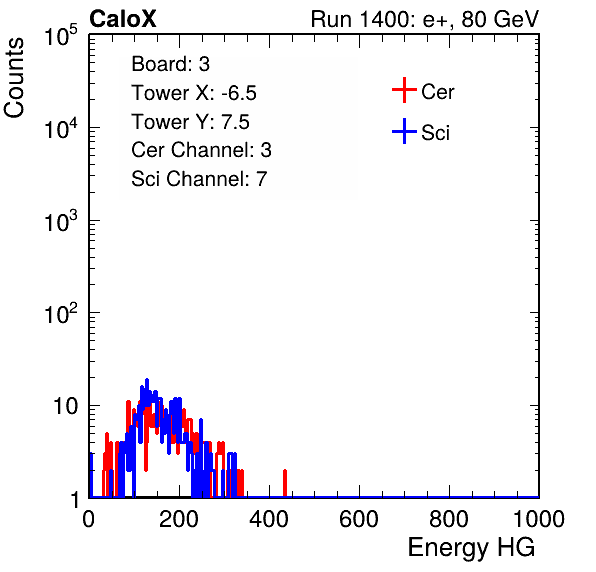 CaloX Run 1400: e+, 80 GeV
Counts
Board: 3
Tower X: -6.5
Tower Y: 7.5
Cer Channel: 3
Sci Channel: 7
Cer
Sci
10^5
10^4
10^3
10^2
10
1
0 200 400 600 800 1000
Energy HG